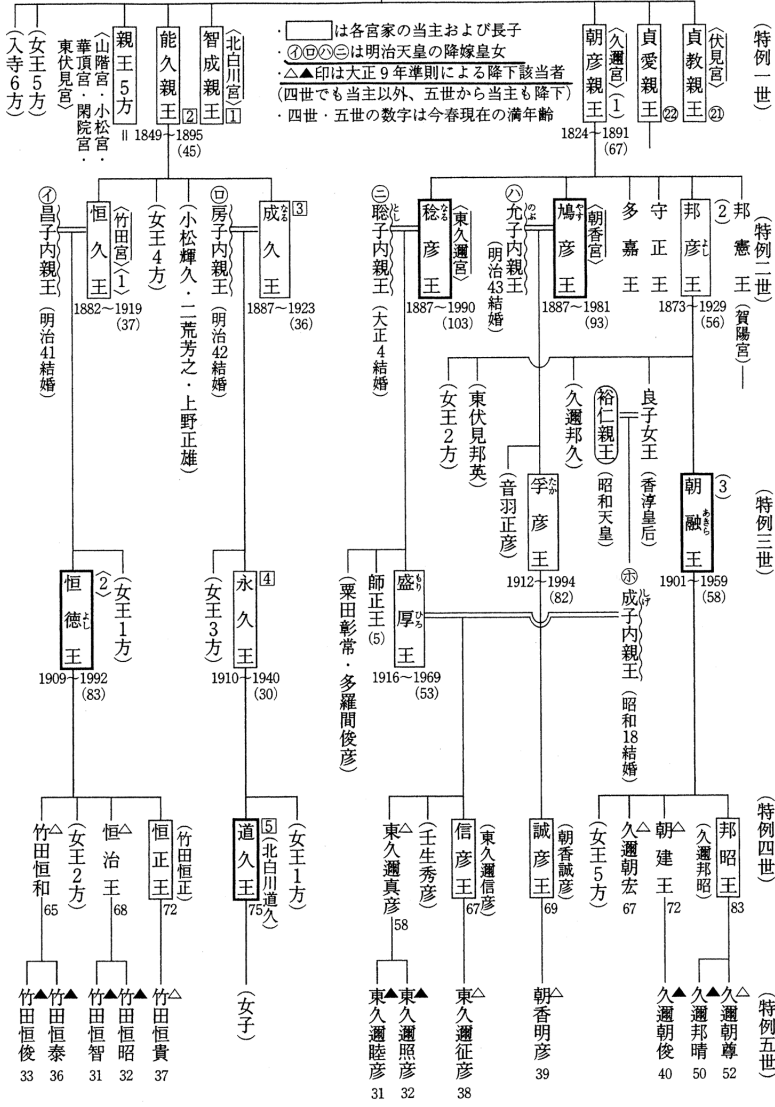 (特例一世)
〈伏見宮〉
貞教親王 ㉑
貞愛親王 ㉒
〈久邇宮〉(1)
朝彦親王
1824～1891
(67)
・□は各宮家の当主および長子
・㋑㋺㋩㋥は明治天皇の降嫁皇女
・△▲印は大正9年準則による降下該当者
(四世でも当主以外、五世から当主も降下)
・四世・五世の数字は今春現在の満年齢
〈北白川宮〉
智成親王 1
能久親王 2
1849～1895
(45)
親王5方
＝
〈山階宮・小松宮・
華頂宮・閑院宮・
東伏見宮〉
(女王5方)
(入寺6方)
(特例二世)
邦憲王(賀陽宮)
(2)
邦彦王
よし
1873～1929
(56)
守正王
多嘉王
〈朝香宮〉
鳩彦王
やす
1887～1981
(93)
㋩
允子内親王
のぶ
(明治43結婚)
〈東久邇宮〉
稔彦王
なる
1887～1990
(103)
㋥
聡子内親王
とし
(大正4結婚)
3
成久王
なる
1887～1923
(36)
㋺
房子内親王
(明治42結婚)
(小松輝久・二荒芳之・上野正雄)
(女王4方)
〈竹田宮〉(1)
恒久王
1882～1919
(37)
㋑
昌子内親王
(明治41結婚)
(特例三世)
(3)
朝融王
あきら
1901～1959
(58)
良子女王(香淳皇后)
裕仁親王(昭和天皇)
㋭
成子内親王
しげ
(昭和18結婚)
(久邇邦久)
(東伏見邦英)
(女王2方)
孚彦王
たか
1912～1994
(82)
(音羽正彦)
盛厚王
もりひろ
1916～1969
(53)
師正王(5)
(粟田彰常・多羅間俊彦)
4
永久王
1910～1940
(30)
(女王3方)
(女王1方)
(2)
恒徳王
よし
1909～1992
(83)
(特例四世)
邦昭王
(久邇邦昭)
83
△
朝建王
72
△
久邇朝宏
67
(女王5方)
(朝香誠彦)
誠彦王
69
(東久邇信彦)
信彦王
67
(壬生秀彦)
△
東久邇真彦
58
(女王1方)
5
(北白川道久)
道久王
75
(竹田恒正)
恒正王
72
△
恒治王
68
(女王2方)
△
竹田恒和
65
(特例五世)
△
久邇朝尊
52
▲
久邇邦晴
50
▲
久邇朝俊
40
△
朝香明彦
39
△
東久邇征彦
38
▲
東久邇照彦
32
▲
東久邇睦彦
31
(女子)
△
竹田恒貴
37
▲
竹田恒昭
32
▲
竹田恒智
31
▲
竹田恒泰
36
▲
竹田恒俊
33